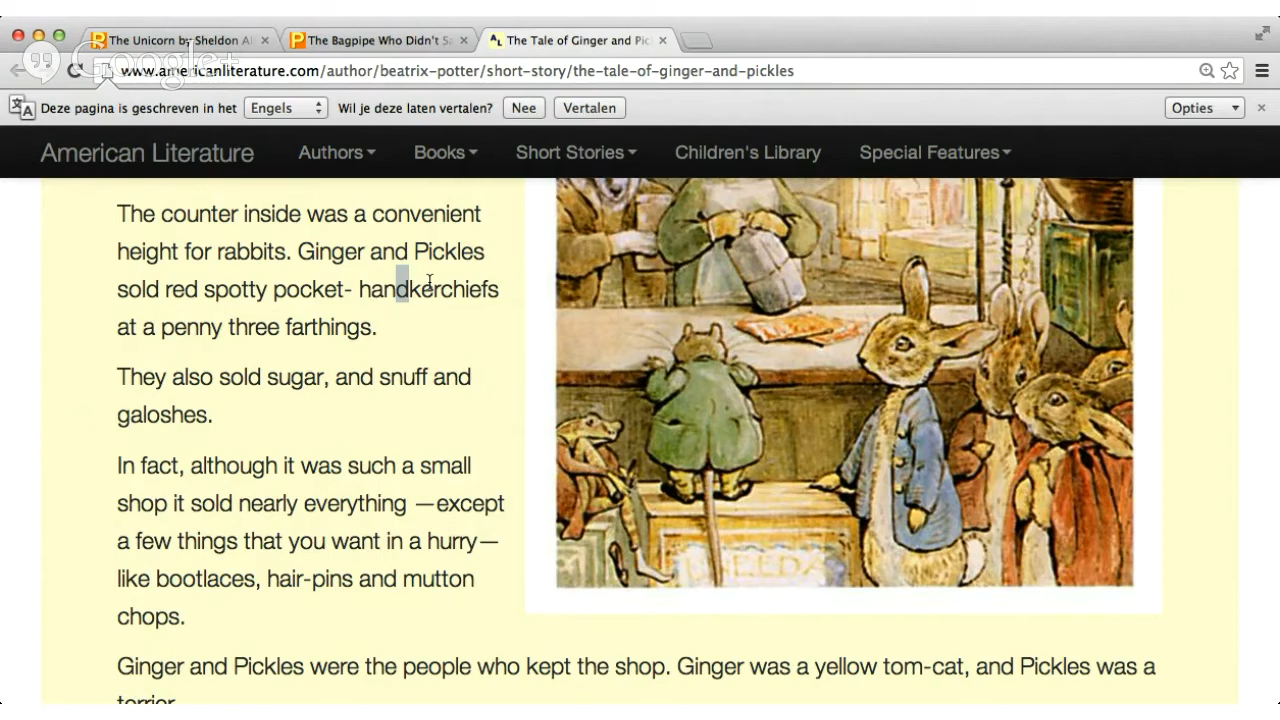 The Unicorn by Sheldon Al
The Bagpipe Who Didn't Sa
The Tale of Ginger and Pic
Google+
www.americanliterature.com/author/beatrix-potter/short-story/the-tale-of-ginger-and-pickles
Deze pagina is geschreven in het Engels Wil je deze laten vertalen? Nee Vertalen Opties
American Literature Authors Books Short Stories Children's Library Special Features
The counter inside was a convenient
height for rabbits. Ginger and Pickles
sold red spotty pocket- handkerchiefs
at a penny three farthings.
They also sold sugar, and snuff and
galoshes.
In fact, although it was such a small
shop it sold nearly everything —except
a few things that you want in a hurry—
like bootlaces, hair-pins and mutton
chops.
Ginger and Pickles were the people who kept the shop. Ginger was a yellow tom-cat, and Pickles was a
terrier.